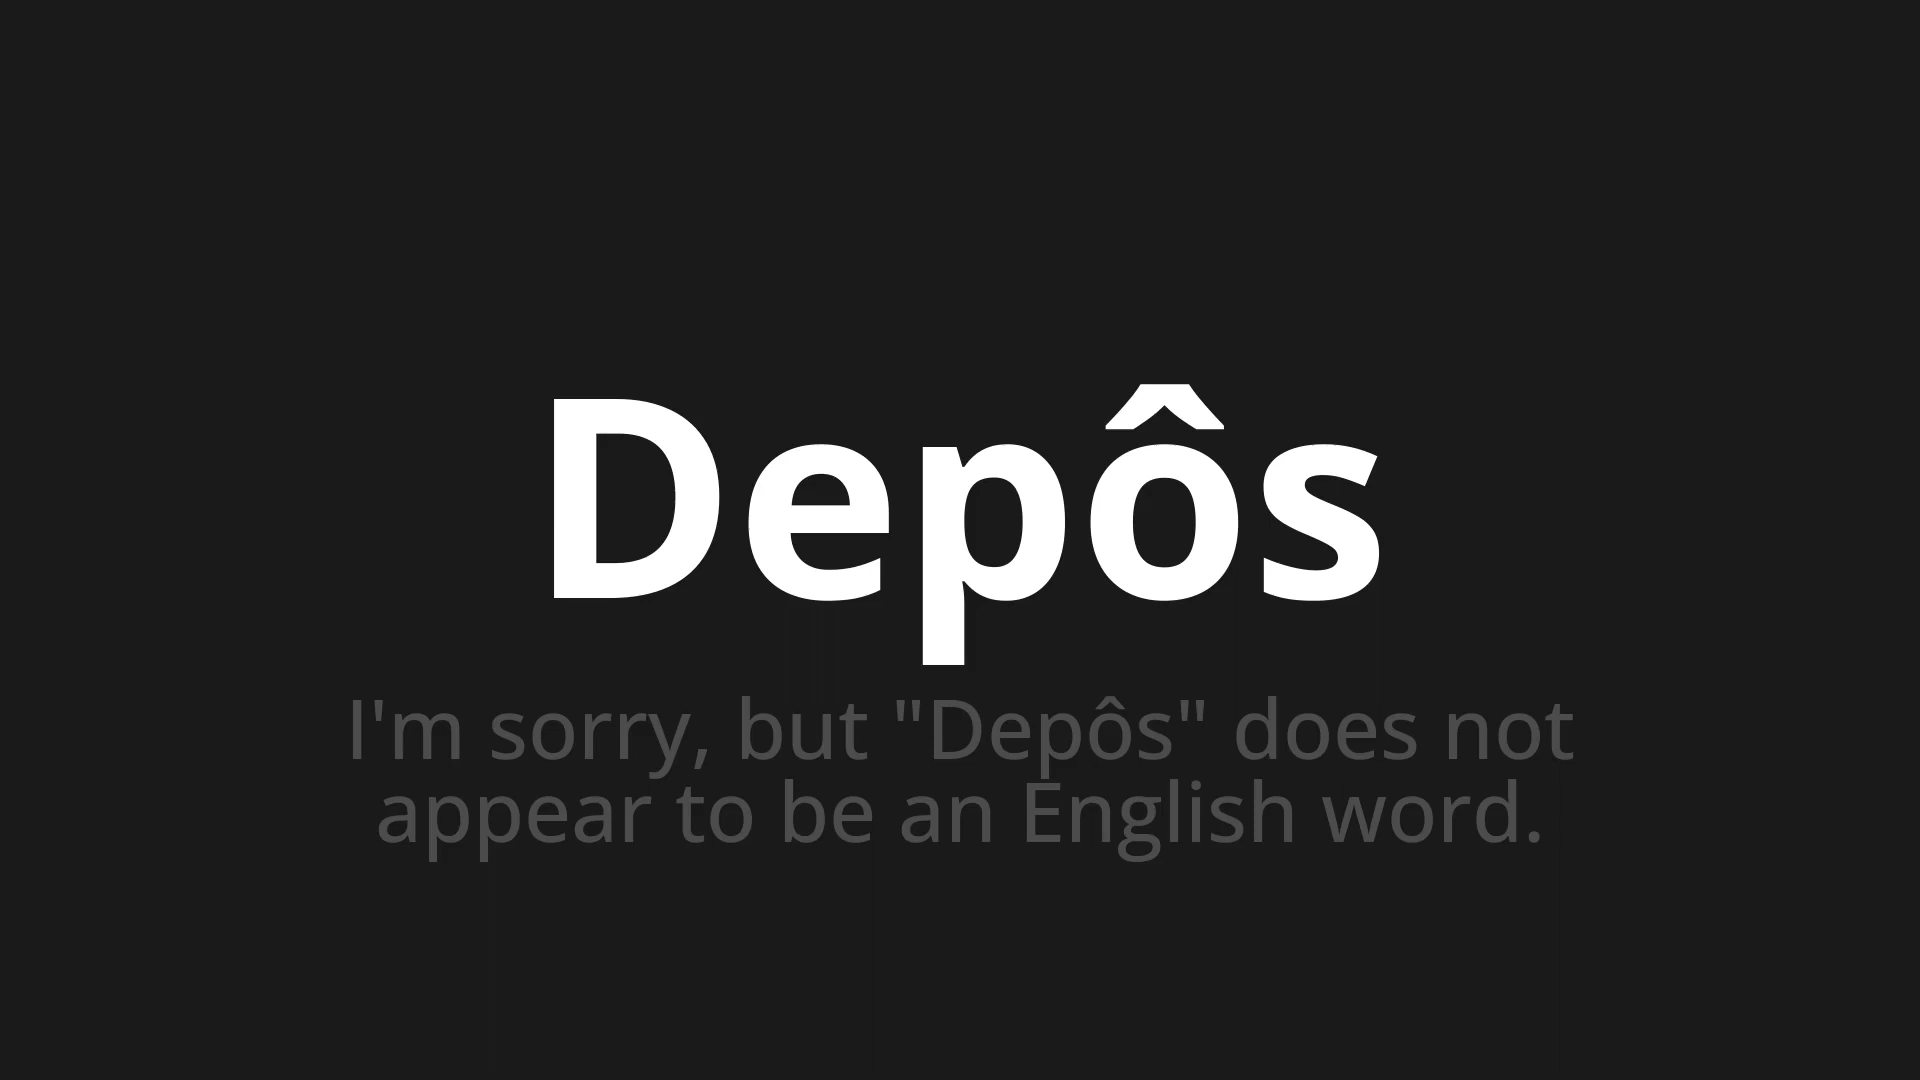 Depôs
I'm sorry, but "Depôs" does not
appear to be an English word.